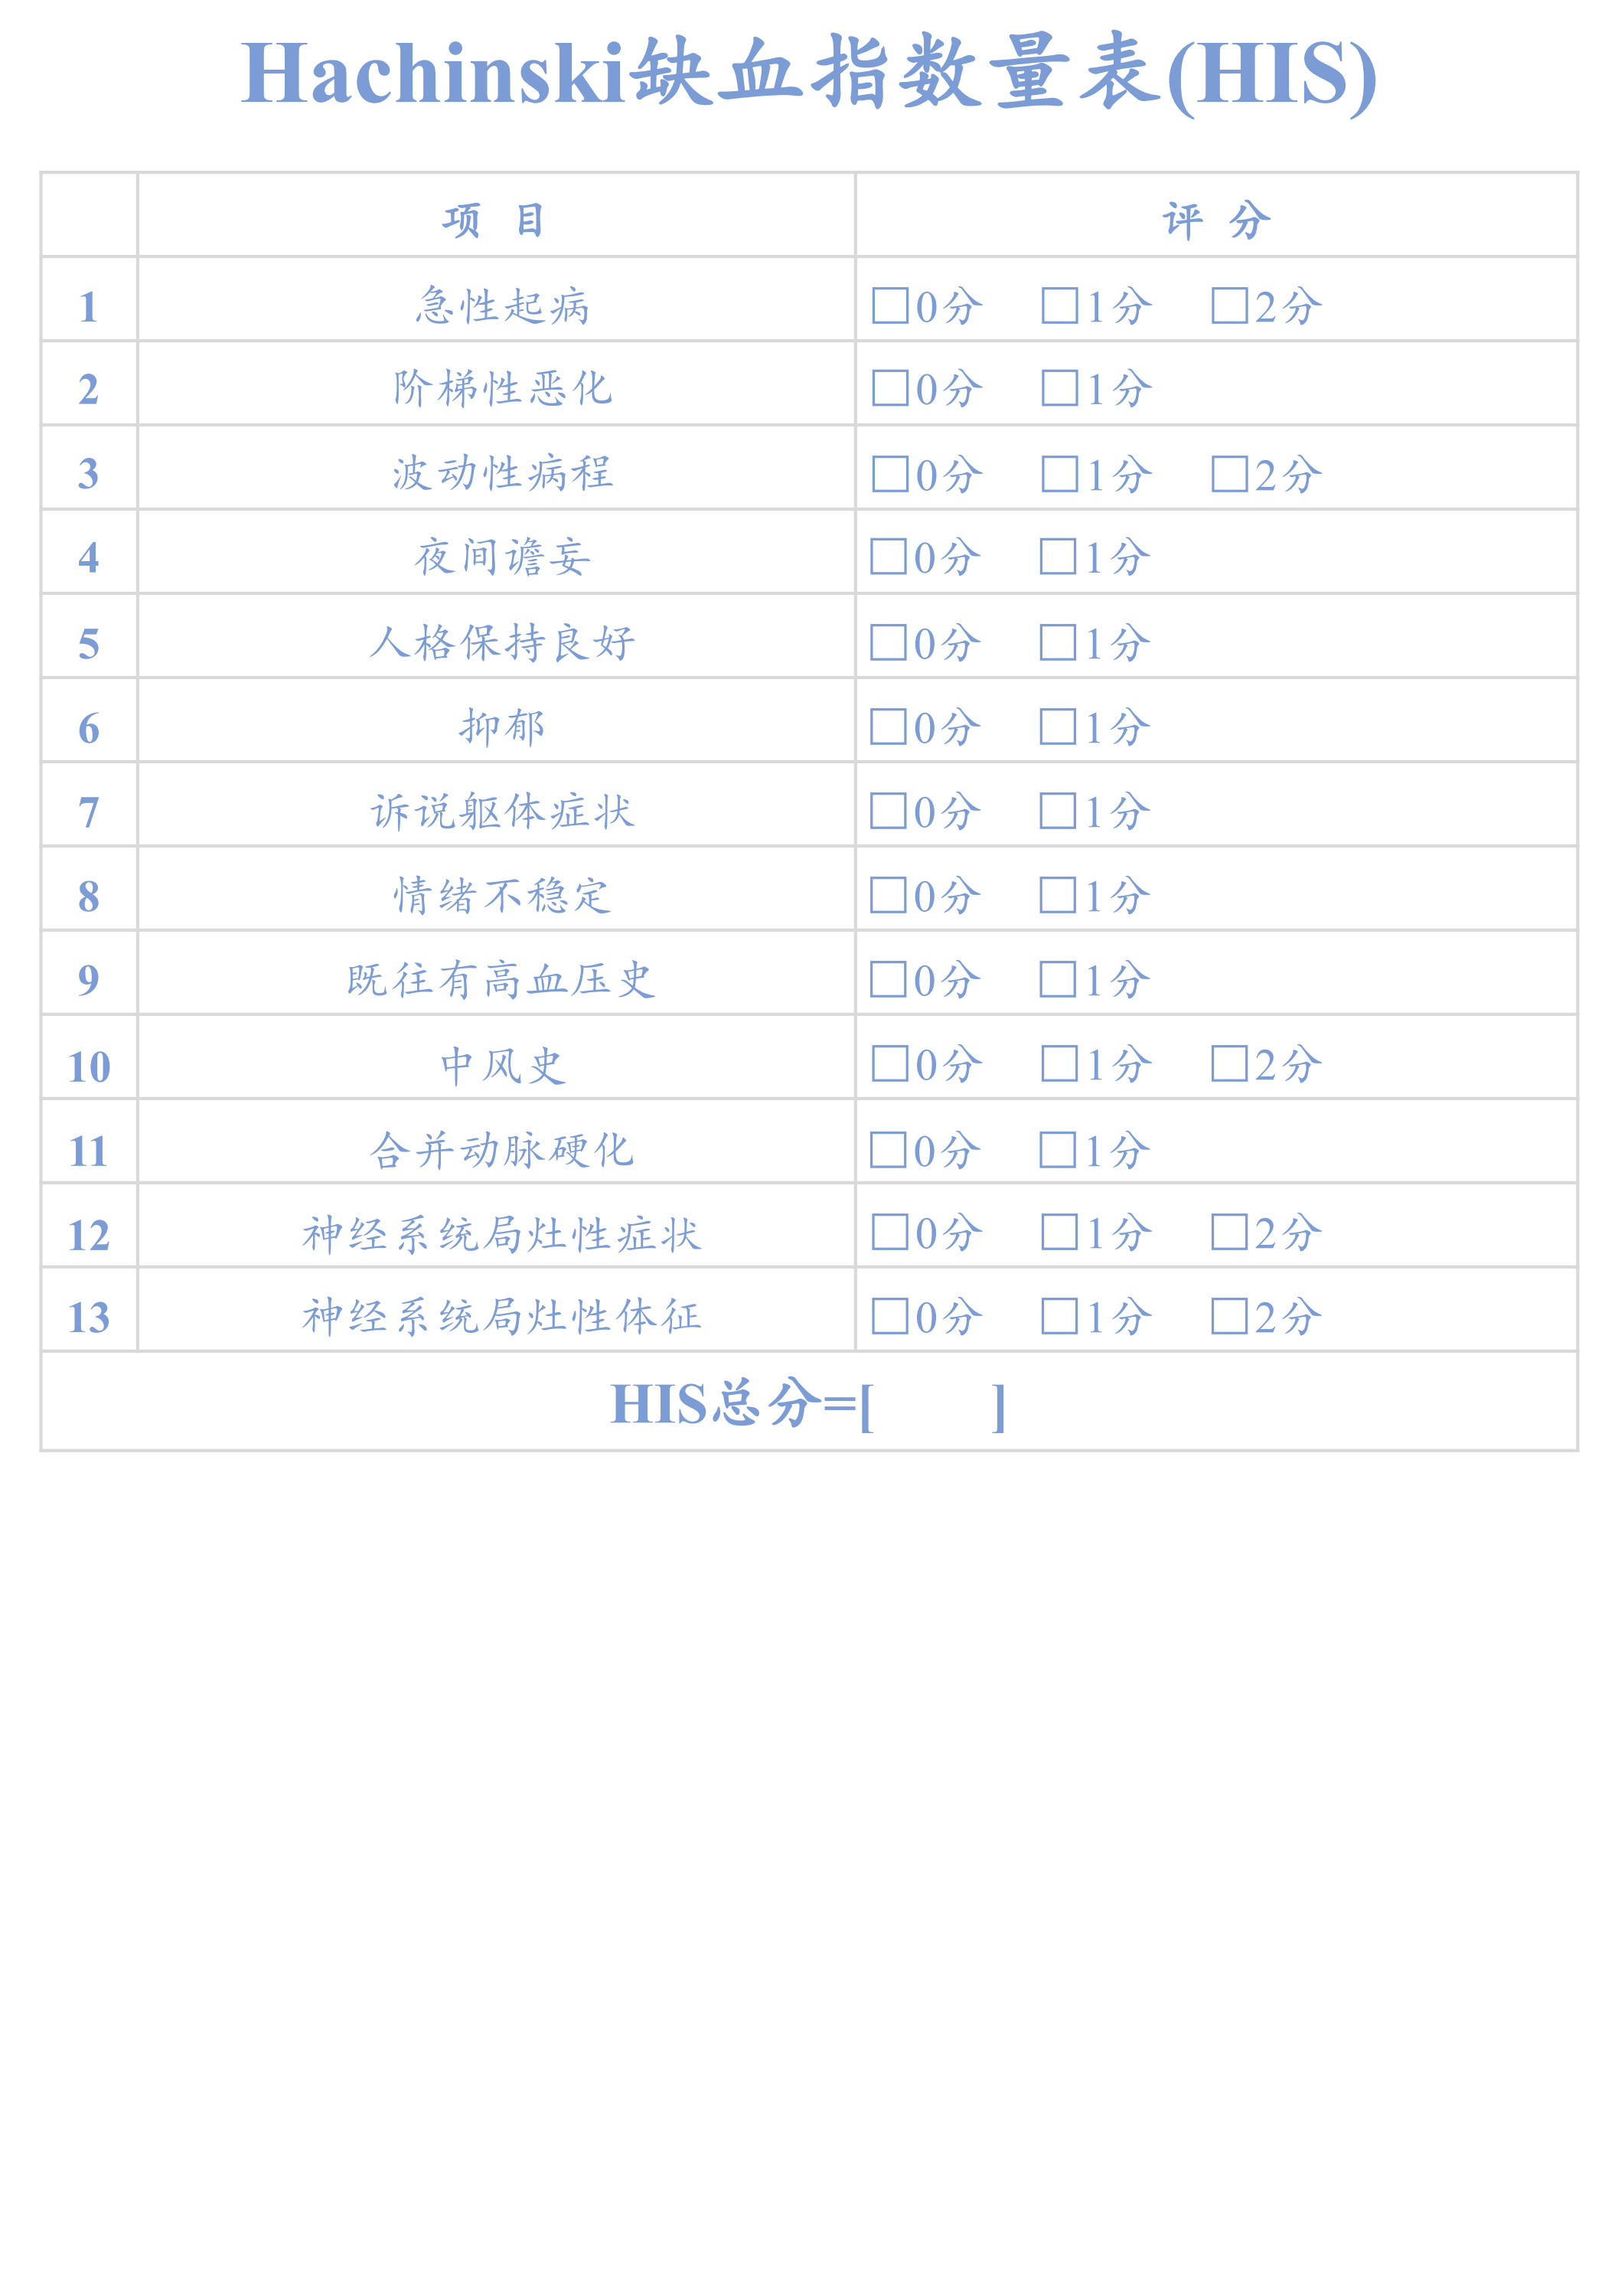 Hachinski缺血指数量表(HIS)
项 目 评 分
1 急性起病 □0分 □1分 □2分
2 阶梯性恶化 □0分 □1分
3 波动性病程 □0分 □1分 □2分
4 夜间谵妄 □0分 □1分
5 人格保持良好 □0分 □1分
6 抑郁 □0分 □1分
7 诉说躯体症状 □0分 □1分
8 情绪不稳定 □0分 □1分
9 既往有高血压史 □0分 □1分
10 中风史 □0分 □1分 □2分
11 合并动脉硬化 □0分 □1分
12 神经系统局灶性症状 □0分 □1分 □2分
13 神经系统局灶性体征 □0分 □1分 □2分
HIS总分=[ ]